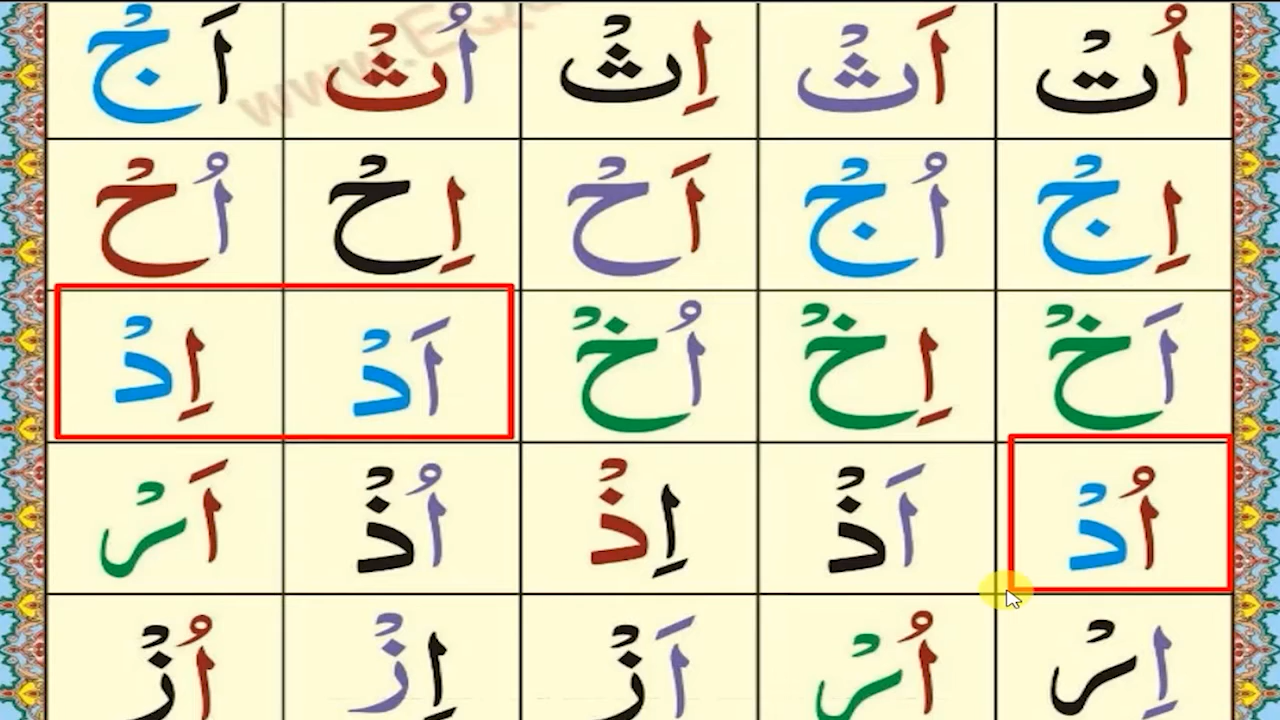 اُتْ اَثْ اِثْ اُثْ اَجْ
اِجْ اُجْ اَحْ اِحْ اُحْ
اَخْ اِخْ اُخْ اَدْ اِدْ
اُدْ اَذْ اِذْ اُذْ اَرْ
اِرْ اُرْ اَزْ اِزْ اُزْ